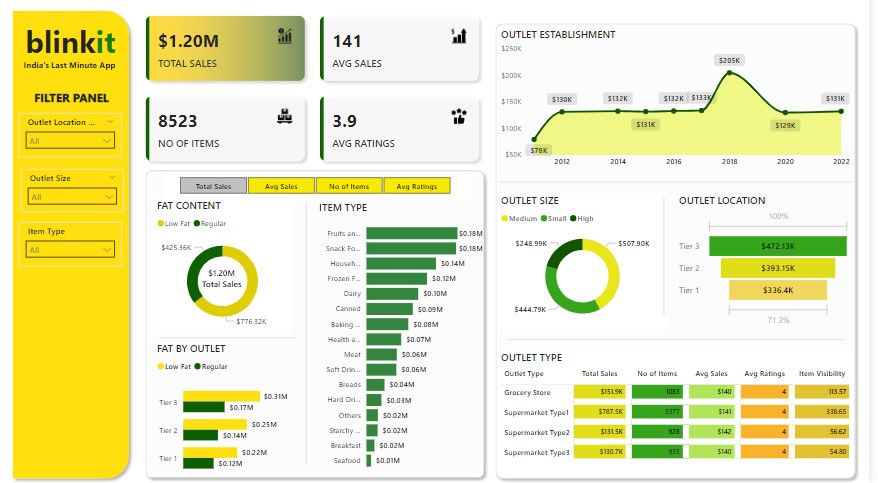 blinkit
India's Last Minute App
FILTER PANEL
Outlet Location ...
All
Outlet Size
All
Item Type
All
$1.20M
TOTAL SALES
141
AVG SALES
8523
NO OF ITEMS
3.9
AVG RATINGS
Total Sales Avg Sales No of Items Avg Ratings
FAT CONTENT
Low Fat Regular
$425.36K
$1.20M
Total Sales
$776.32K
FAT BY OUTLET
Low Fat Regular
Tier 3 $0.31M
$0.17M
Tier 2 $0.25M
$0.14M
Tier 1 $0.22M
$0.12M
ITEM TYPE
Fruits an... $0.18M
Snack Fo... $0.18M
Househ... $0.14M
Frozen F... $0.12M
Dairy $0.10M
Canned $0.09M
Baking ... $0.08M
Health a... $0.07M
Meat $0.06M
Soft Drin... $0.06M
Breads $0.04M
Hard Dri... $0.03M
Others $0.02M
Starchy ... $0.02M
Breakfast $0.02M
Seafood $0.01M
OUTLET ESTABLISHMENT
$250K
$200K
$150K
$100K
$50K
$78K $130K $132K $131K $132K $133K $205K $129K $131K
2012 2014 2016 2018 2020 2022
OUTLET SIZE
Medium Small High
$248.99K
$507.90K
$444.79K
OUTLET LOCATION
100%
Tier 3 $472.13K
Tier 2 $393.15K
Tier 1 $336.4K
71.3%
OUTLET TYPE
Outlet Type Total Sales No of Items Avg Sales Avg Ratings Item Visibility
Grocery Store $151.9K 1083 $140 4 113.57
Supermarket Type1 $787.5K 5577 $141 4 338.65
Supermarket Type2 $131.5K 928 $142 4 56.62
Supermarket Type3 $130.7K 935 $140 4 54.80